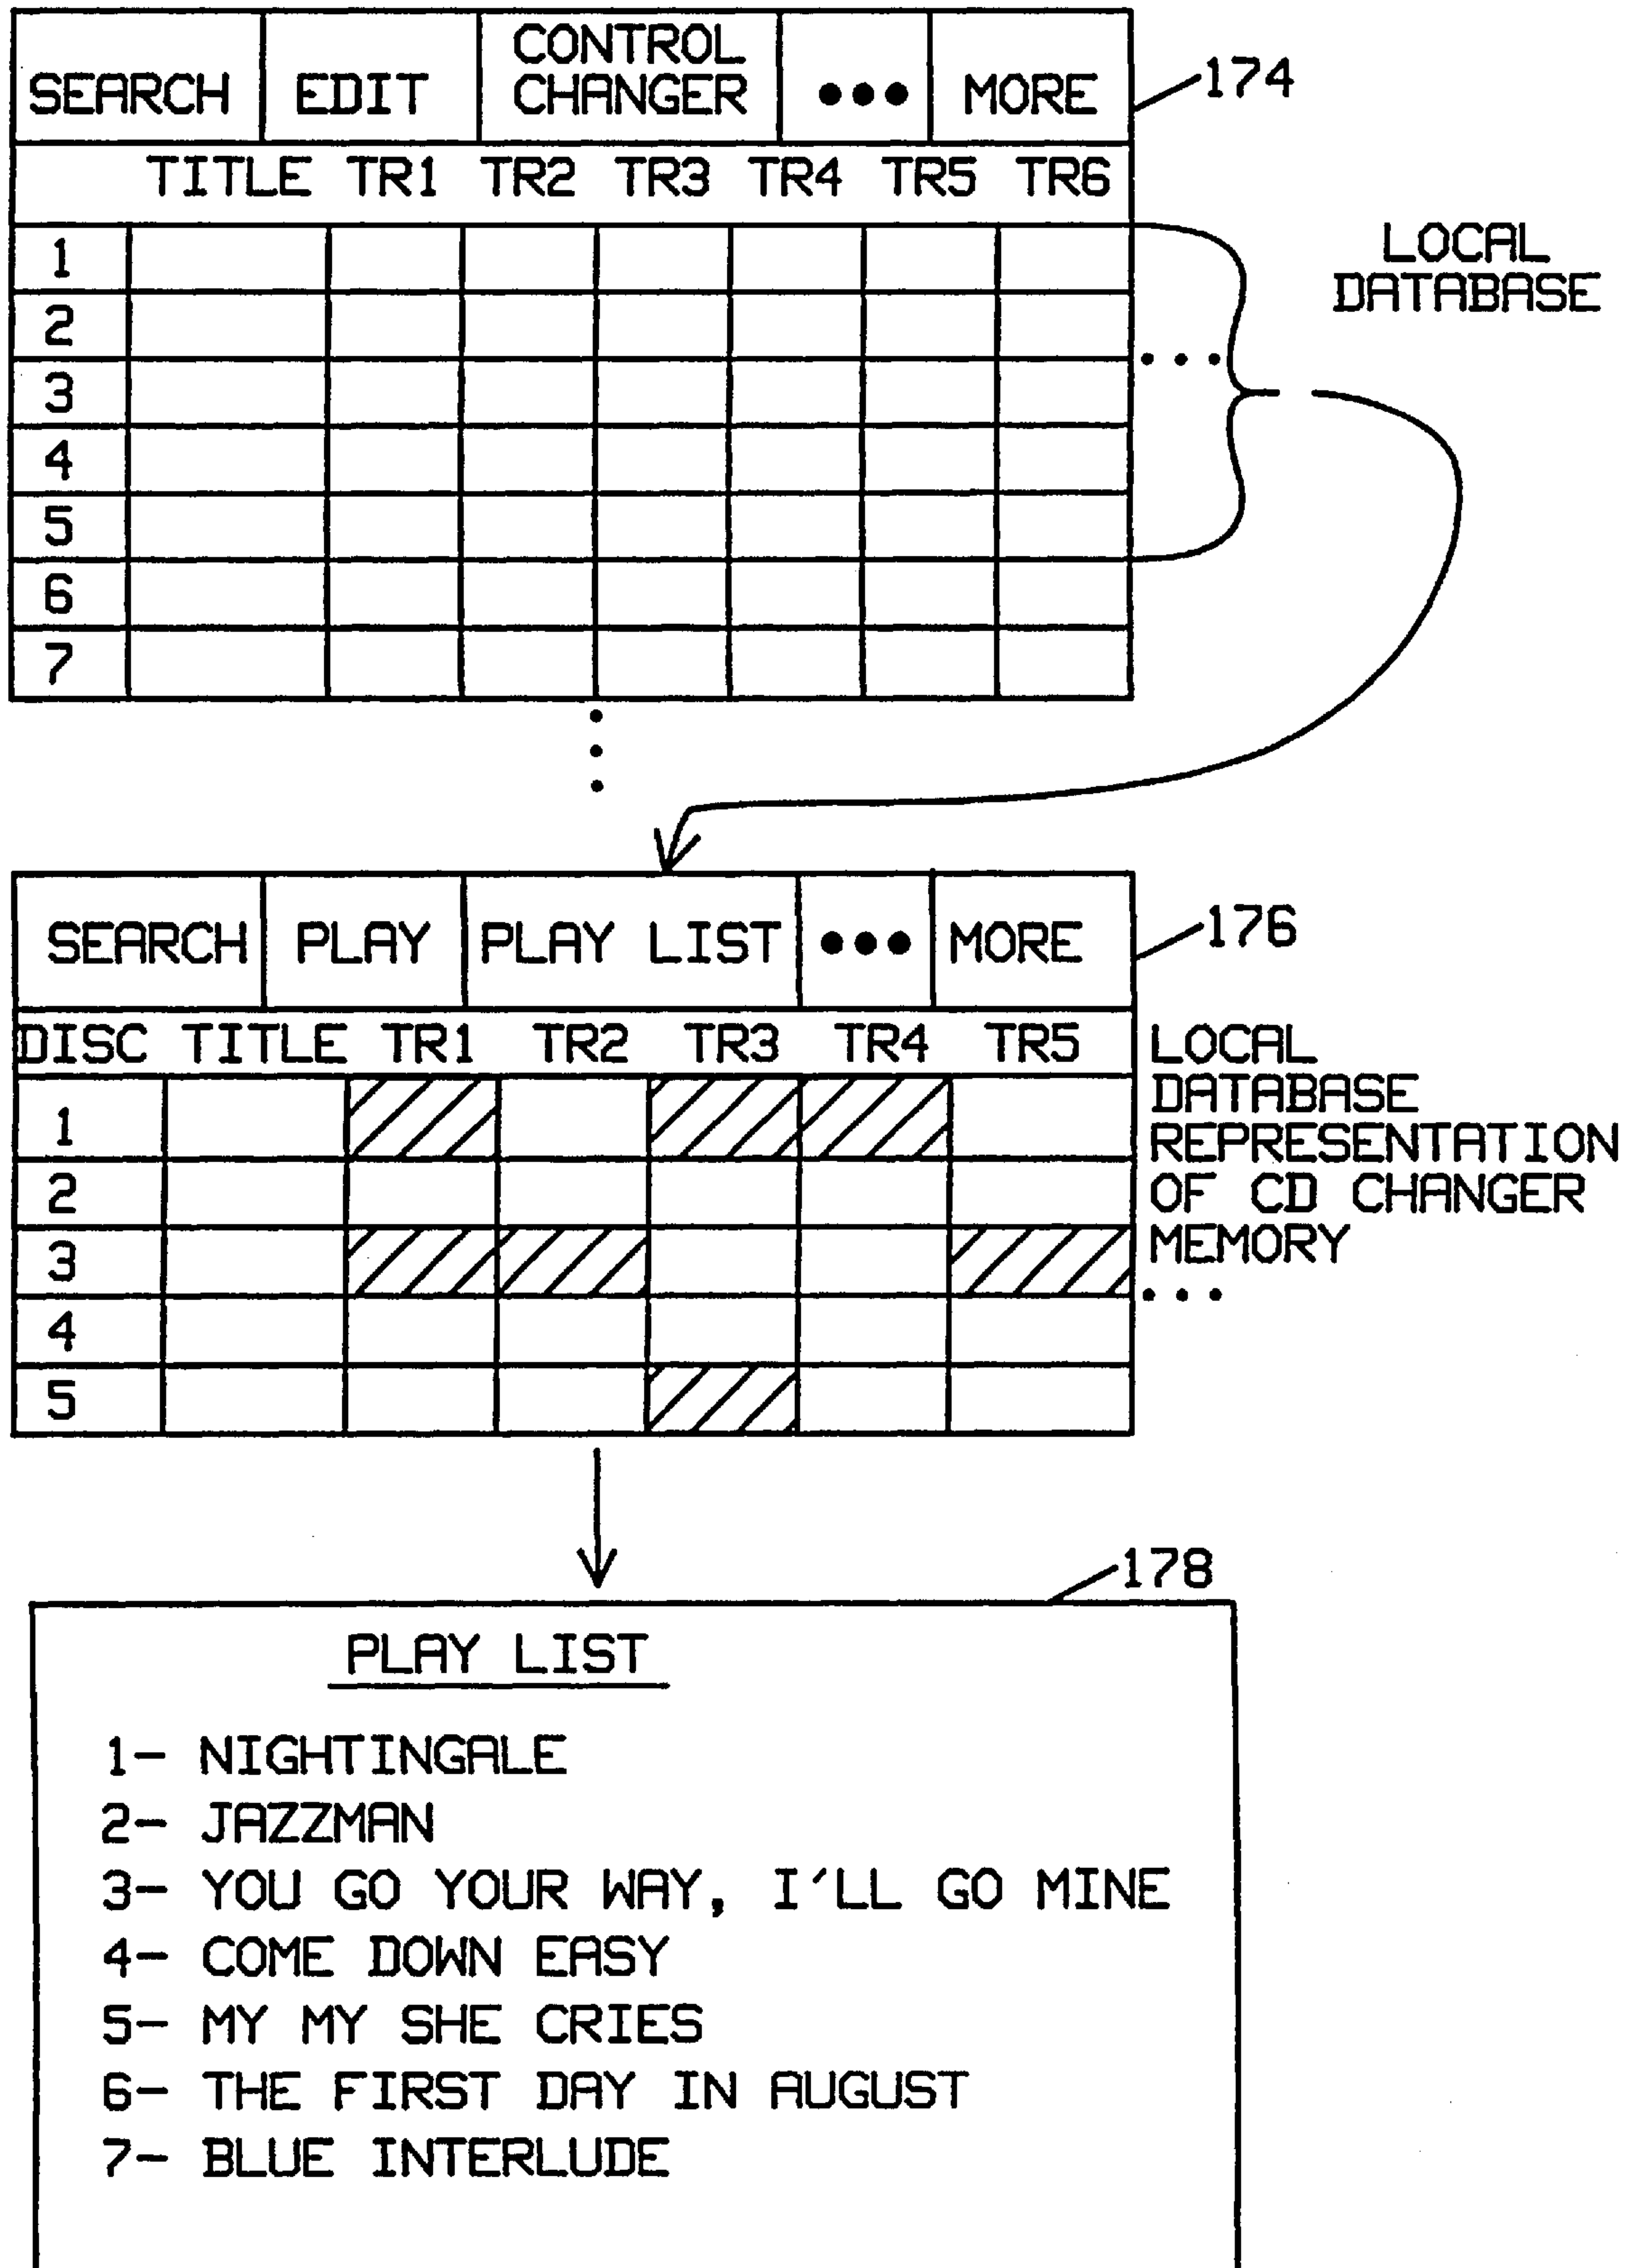 SEARCH EDIT CONTROL CHANGER ••• MORE
174
TITLE TR1 TR2 TR3 TR4 TR5 TR6
1
2
3
4
5
6
7
LOCAL
DATABASE
SEARCH PLAY PLAY LIST ••• MORE
176
DISC TITLE TR1 TR2 TR3 TR4 TR5
1
2
3
4
5
LOCAL
DATABASE
REPRESENTATION
OF CD CHANGER
MEMORY
178
PLAY LIST
1- NIGHTINGALE
2- JAZZMAN
3- YOU GO YOUR WAY, I'LL GO MINE
4- COME DOWN EASY
5- MY MY SHE CRIES
6- THE FIRST DAY IN AUGUST
7- BLUE INTERLUDE